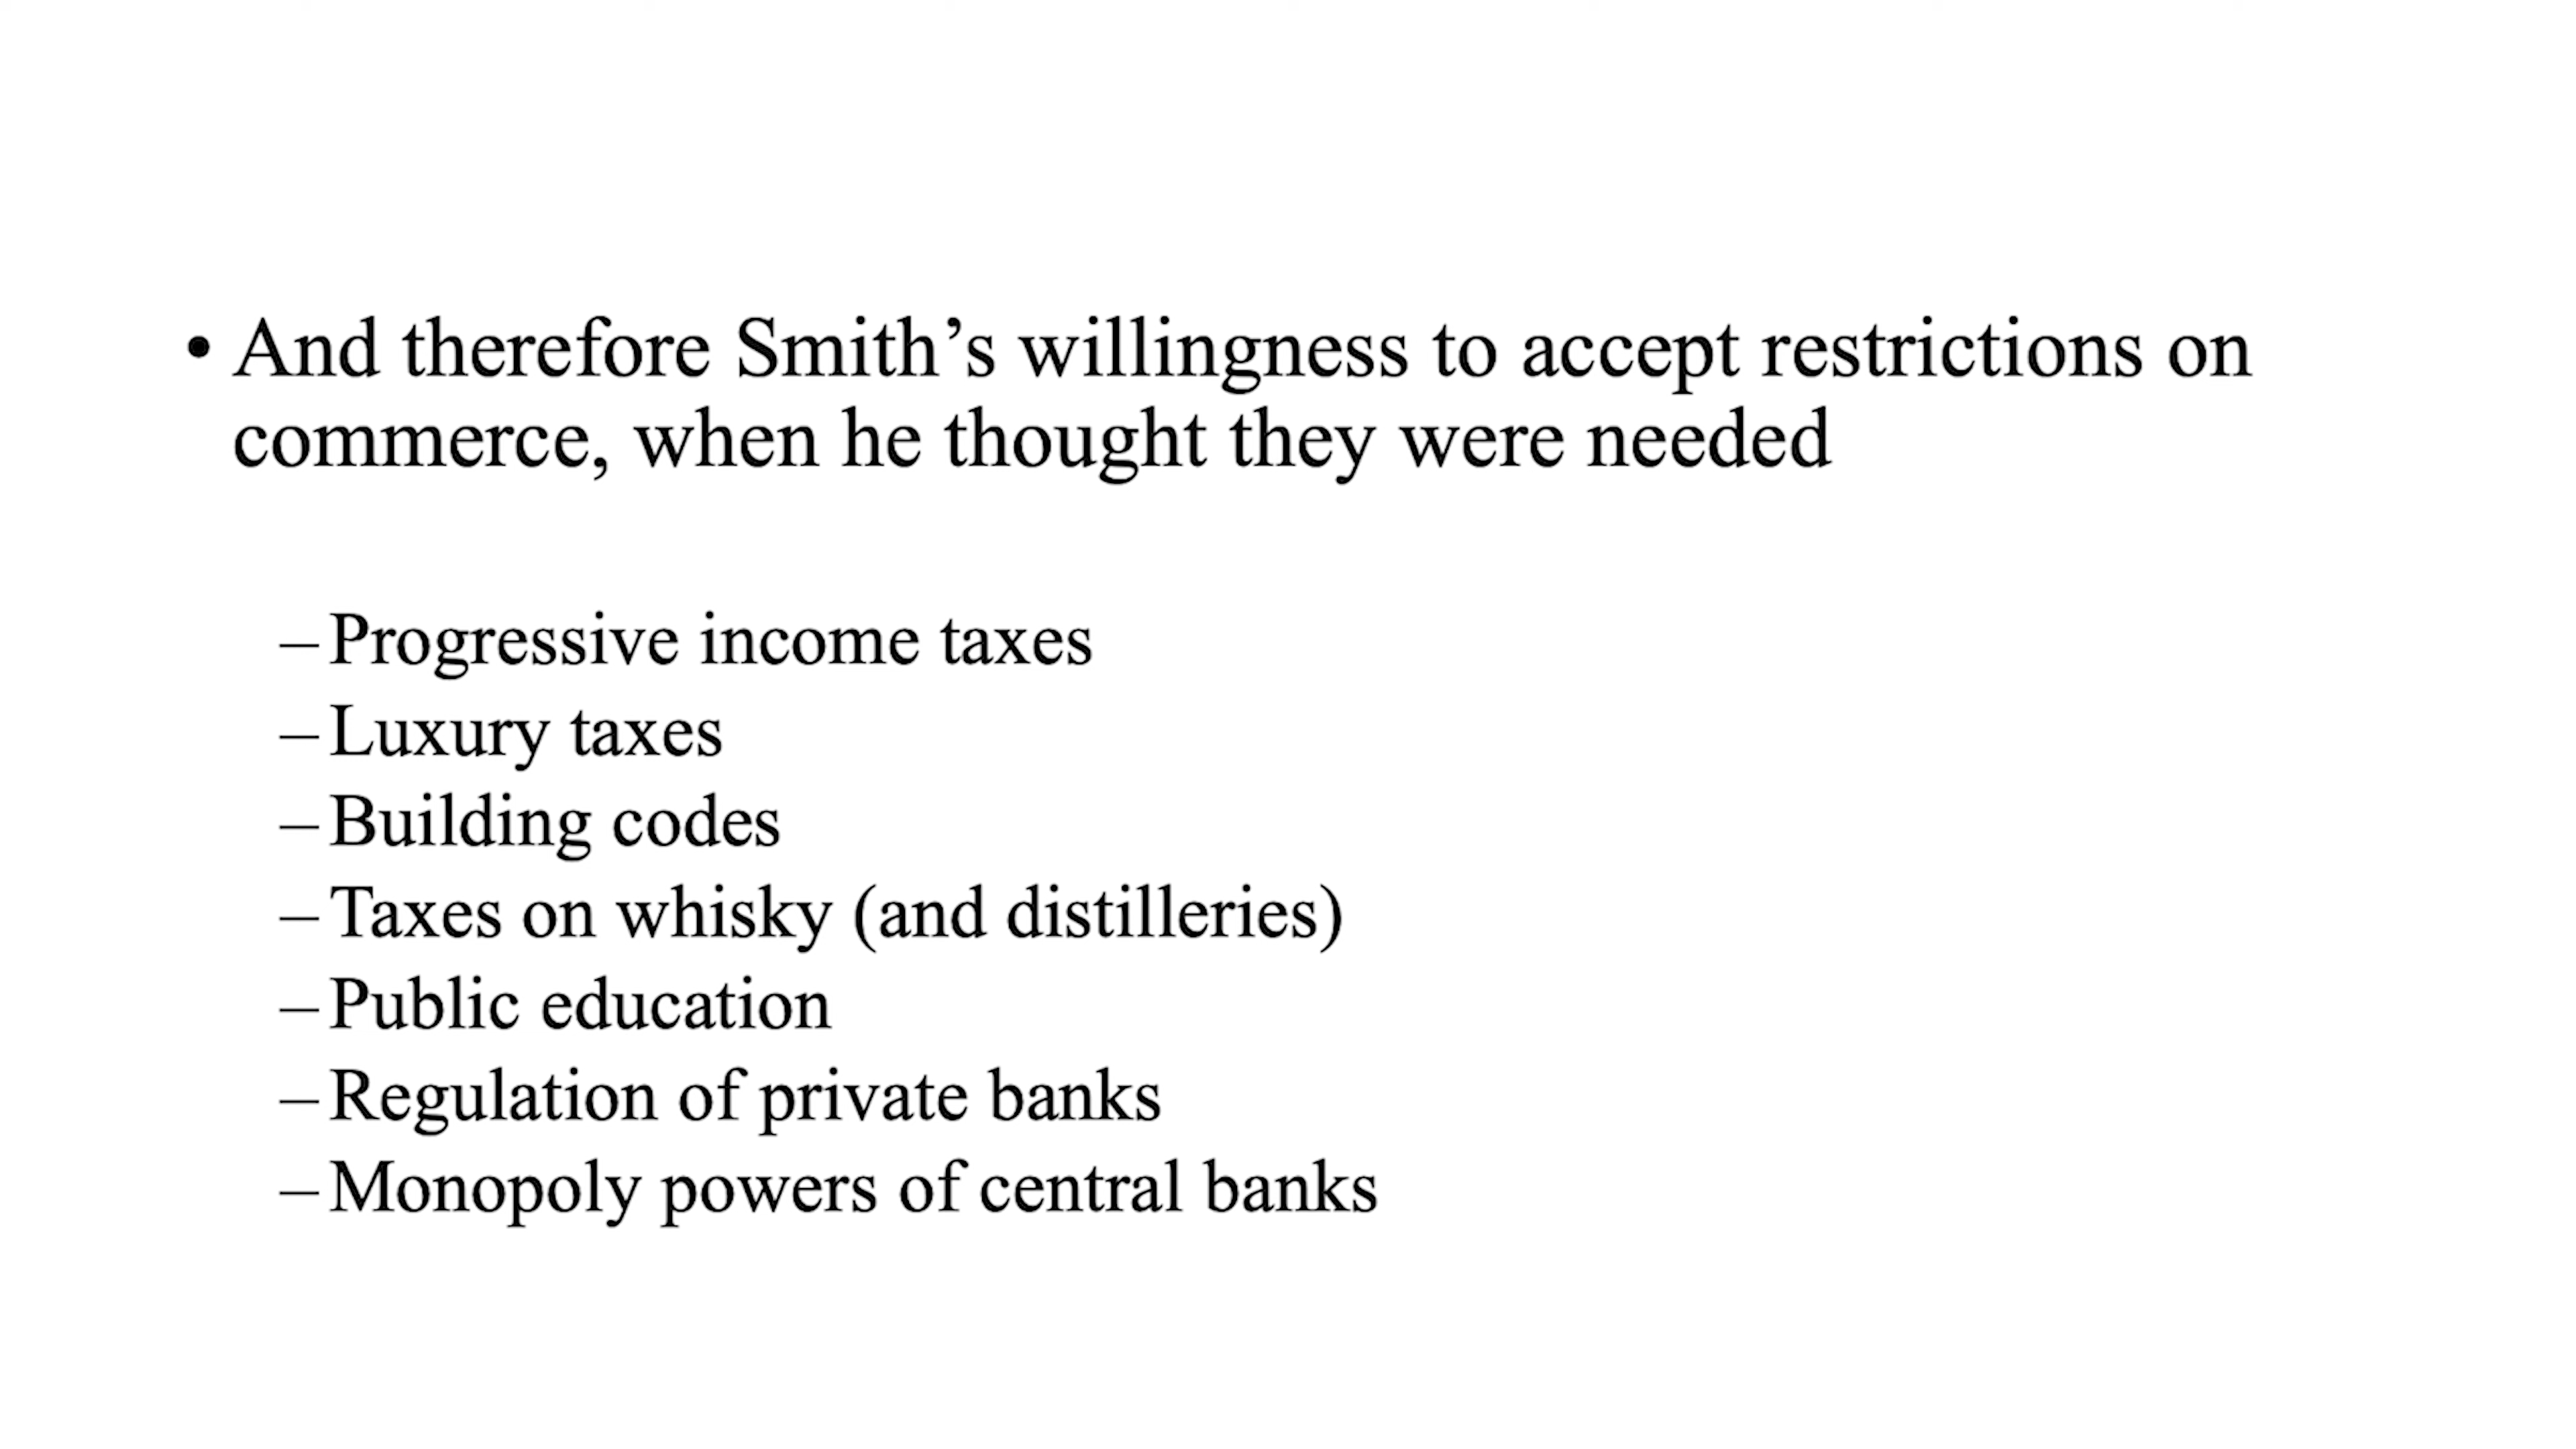 • And therefore Smith’s willingness to accept restrictions on
commerce, when he thought they were needed
– Progressive income taxes
– Luxury taxes
– Building codes
– Taxes on whisky (and distilleries)
– Public education
– Regulation of private banks
– Monopoly powers of central banks